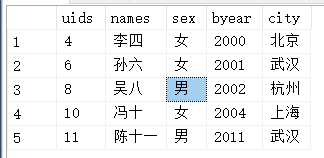 uids names sex byear city
1 4 李四 女 2000 北京
2 6 孙六 女 2001 武汉
3 8 吴八 男 2002 杭州
4 10 冯十 女 2004 上海
5 11 陈十一 男 2011 武汉